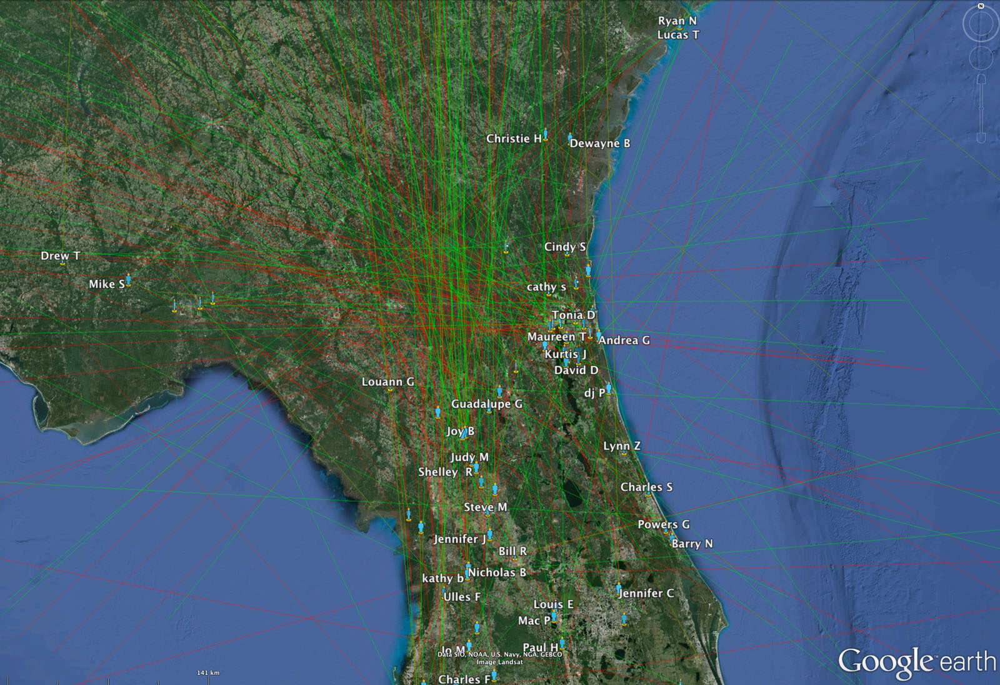 N
Ryan N
Lucas T
Christie H
Dewayne B
Cindy S
Drew T
Mike S
cathy s
Tonia D
Maureen T
Andrea G
Kurtis J
David D
Louann G
dj P
Guadalupe G
Joy B
Lynn Z
Judy M
Shelley R
Charles S
Steve M
Powers G
Jennifer J
Barry N
Bill R
Nicholas B
kathy b
Jennifer C
Ulles F
Louis E
Mac P
Paul H
Jo M
Data SIO, NOAA, U.S. Navy, NGA, GEBCO
Image Landsat
Google earth
141 km
Charles F